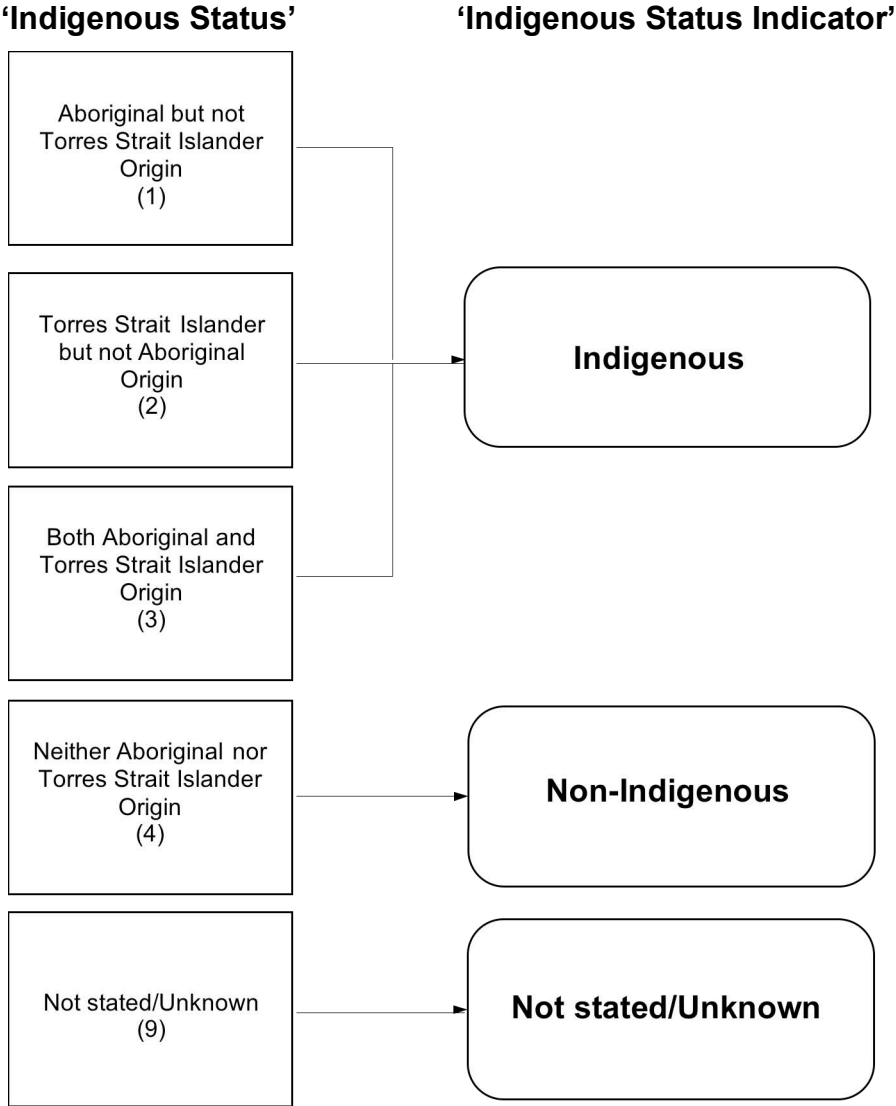 ‘Indigenous Status’
‘Indigenous Status Indicator’
Aboriginal but not
Torres Strait Islander
Origin
(1)
Torres Strait Islander
but not Aboriginal
Origin
(2)
Indigenous
Both Aboriginal and
Torres Strait Islander
Origin
(3)
Neither Aboriginal nor
Torres Strait Islander
Origin
(4)
Non-Indigenous
Not stated/Unknown
(9)
Not stated/Unknown